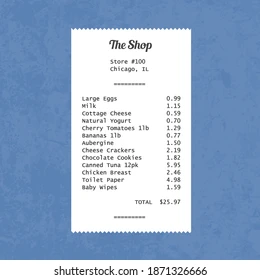 The Shop
Store #100
Chicago, IL
=========
Large Eggs 0.99
Milk 1.15
Cottage Cheese 0.59
Natural Yogurt 0.70
Cherry Tomatoes 1lb 1.29
Bananas 1lb 0.77
Aubergine 1.50
Cheese Crackers 2.19
Chocolate Cookies 1.82
Canned Tuna 12pk 5.95
Chicken Breast 2.46
Toilet Paper 4.98
Baby Wipes 1.59
TOTAL $25.97
=========
shutterstock.com · 1871326666